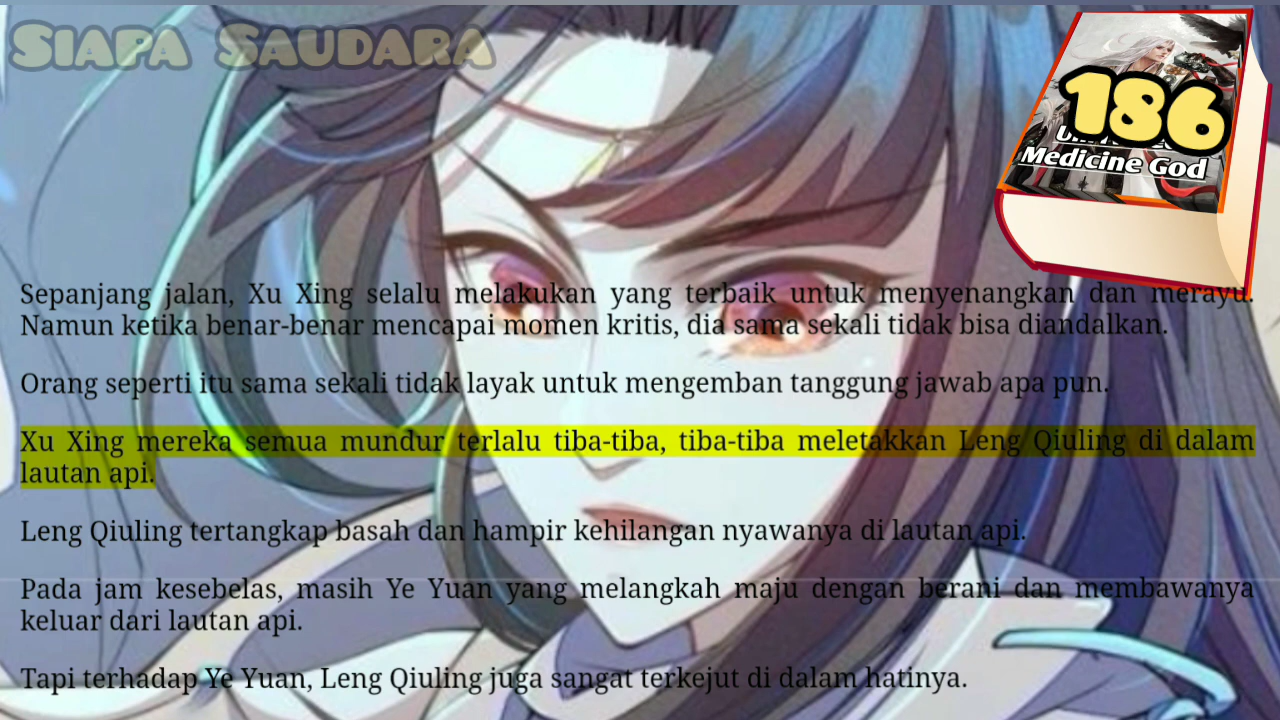 Siapa Saudara
186
Medicine God
Sepanjang jalan, Xu Xing selalu melakukan yang terbaik untuk menyenangkan dan merayu.
Namun ketika benar-benar mencapai momen kritis, dia sama sekali tidak bisa diandalkan.
Orang seperti itu sama sekali tidak layak untuk mengemban tanggung jawab apa pun.
Xu Xing mereka semua mundur terlalu tiba-tiba, tiba-tiba meletakkan Leng Qiuling di dalam
lautan api.
Leng Qiuling tertangkap basah dan hampir kehilangan nyawanya di lautan api.
Pada jam kesebelas, masih Ye Yuan yang melangkah maju dengan berani dan membawanya
keluar dari lautan api.
Tapi terhadap Ye Yuan, Leng Qiuling juga sangat terkejut di dalam hatinya.